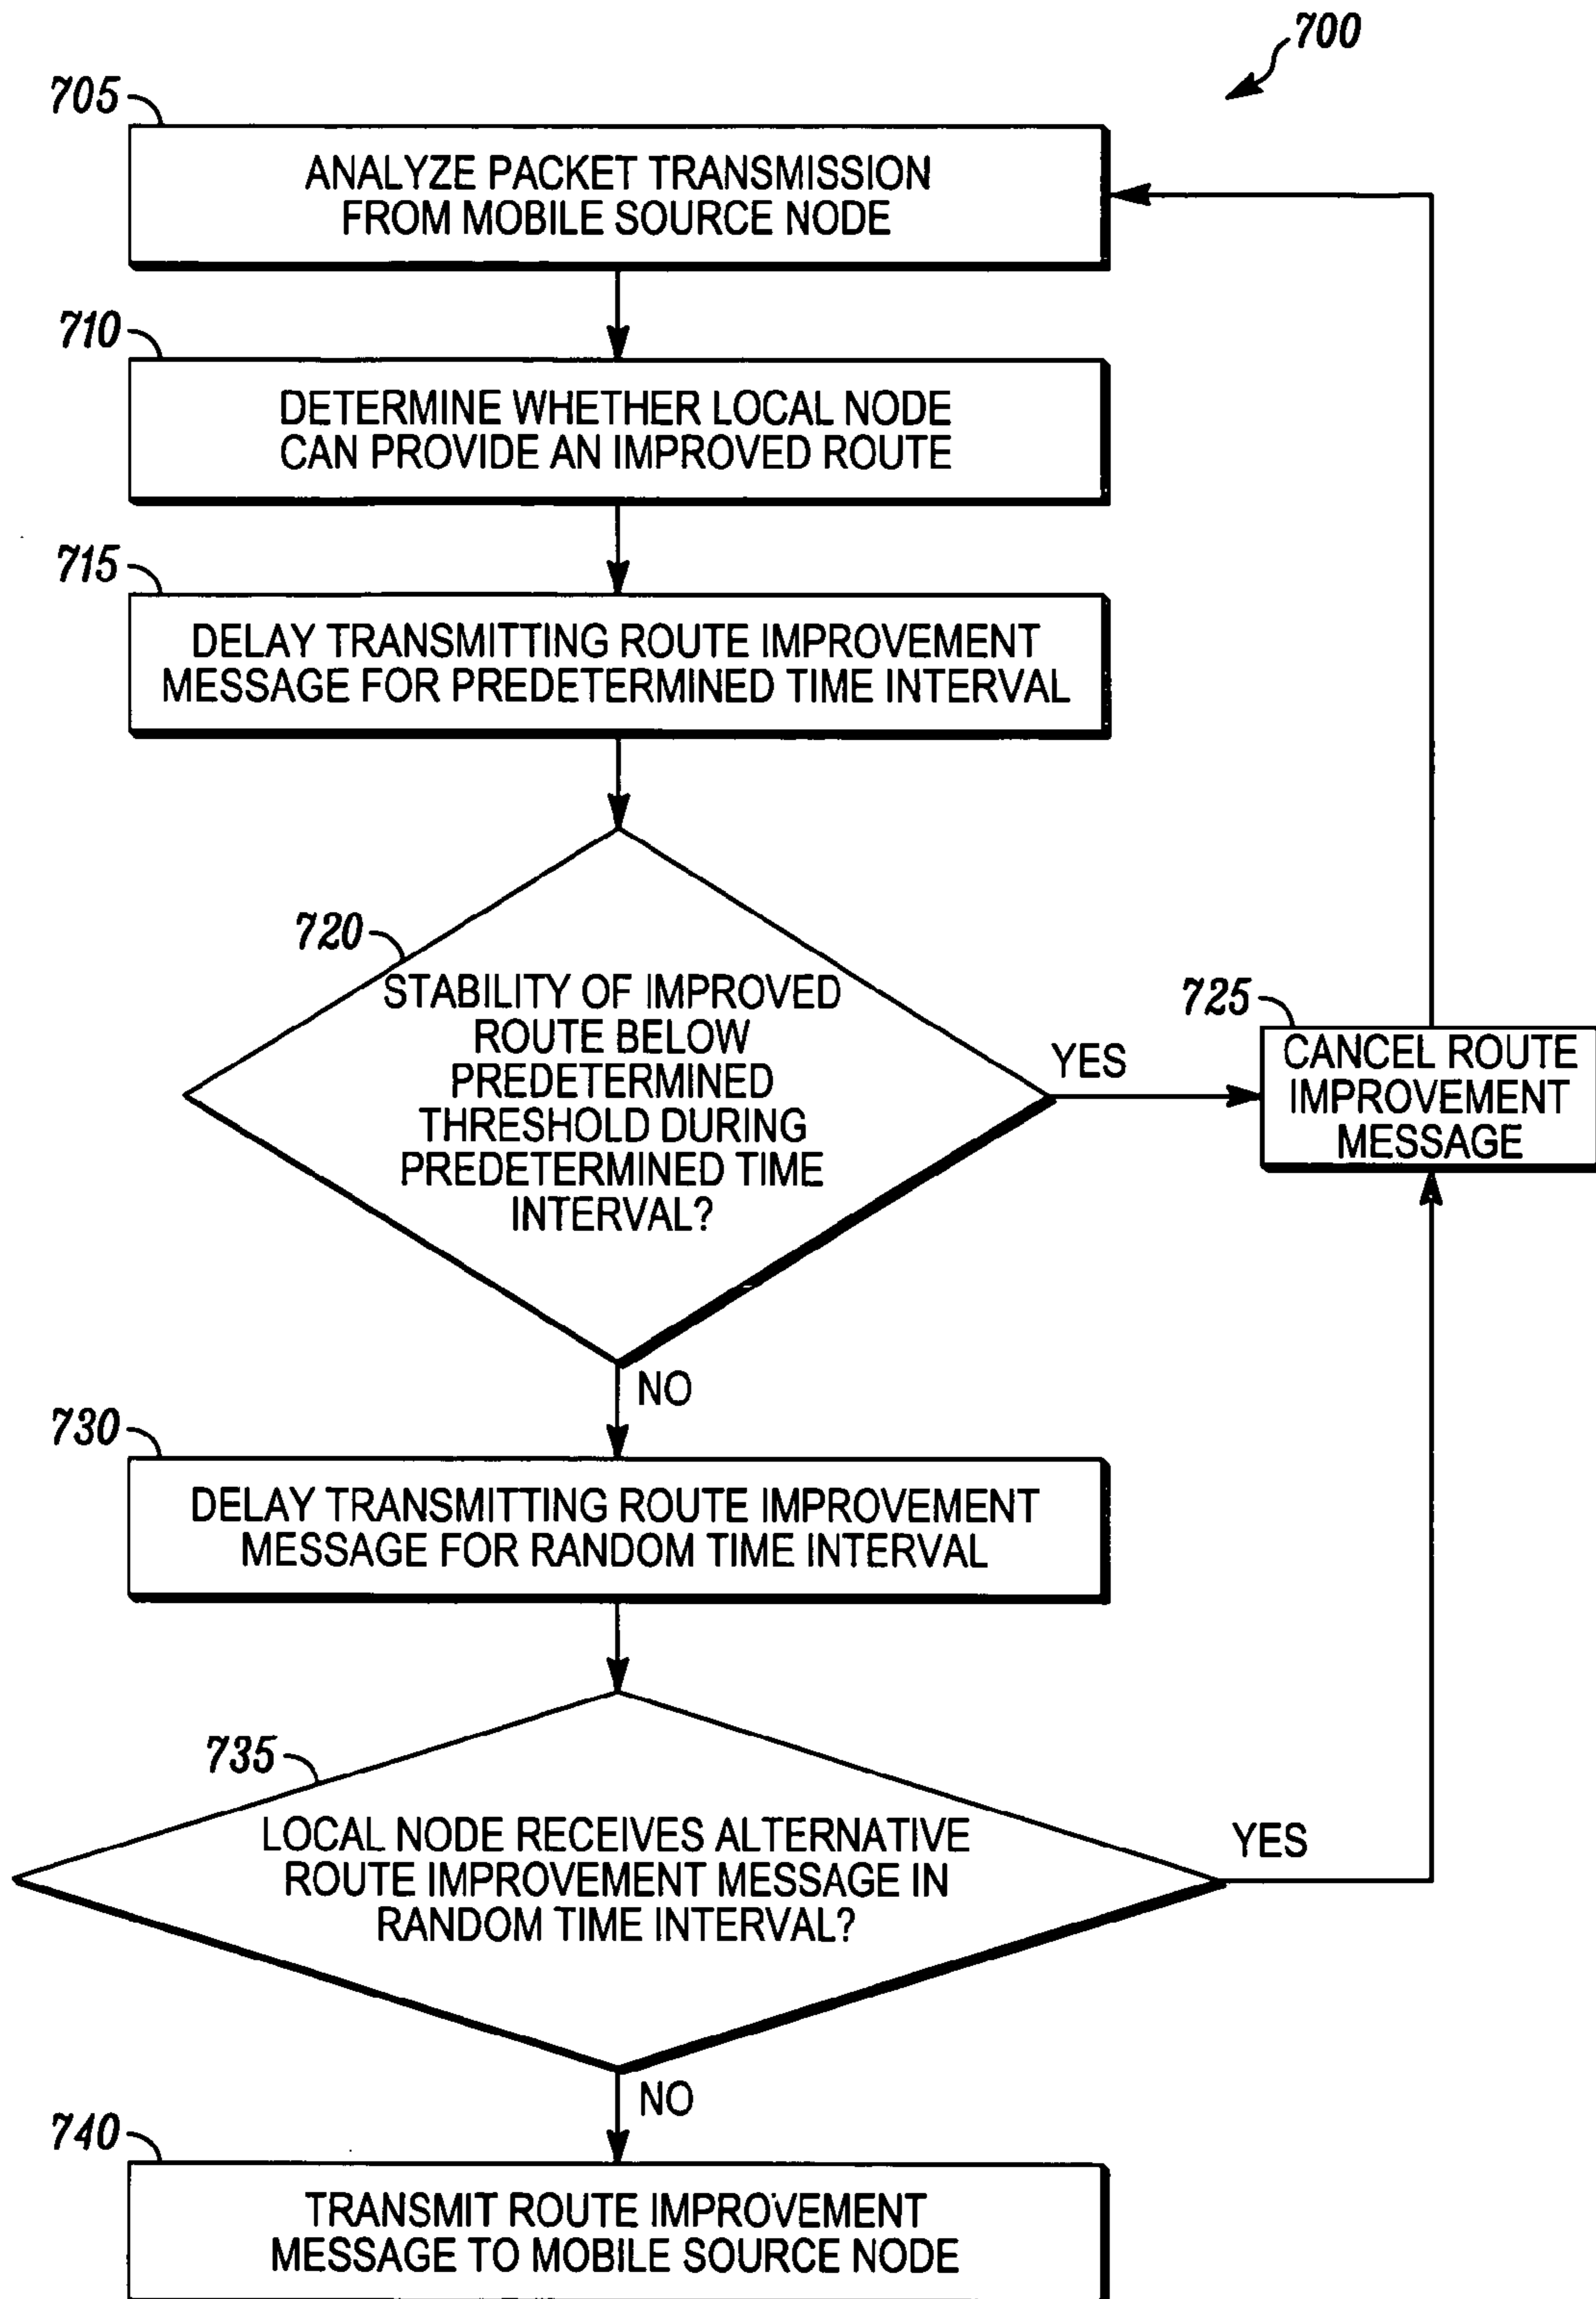 700
705
ANALYZE PACKET TRANSMISSION
FROM MOBILE SOURCE NODE
710
DETERMINE WHETHER LOCAL NODE
CAN PROVIDE AN IMPROVED ROUTE
715
DELAY TRANSMITTING ROUTE IMPROVEMENT
MESSAGE FOR PREDETERMINED TIME INTERVAL
720
STABILITY OF IMPROVED
ROUTE BELOW
PREDETERMINED
THRESHOLD DURING
PREDETERMINED TIME
INTERVAL?
YES
725
CANCEL ROUTE
IMPROVEMENT
MESSAGE
NO
730
DELAY TRANSMITTING ROUTE IMPROVEMENT
MESSAGE FOR RANDOM TIME INTERVAL
735
LOCAL NODE RECEIVES ALTERNATIVE
ROUTE IMPROVEMENT MESSAGE IN
RANDOM TIME INTERVAL?
YES
NO
740
TRANSMIT ROUTE IMPROVEMENT
MESSAGE TO MOBILE SOURCE NODE